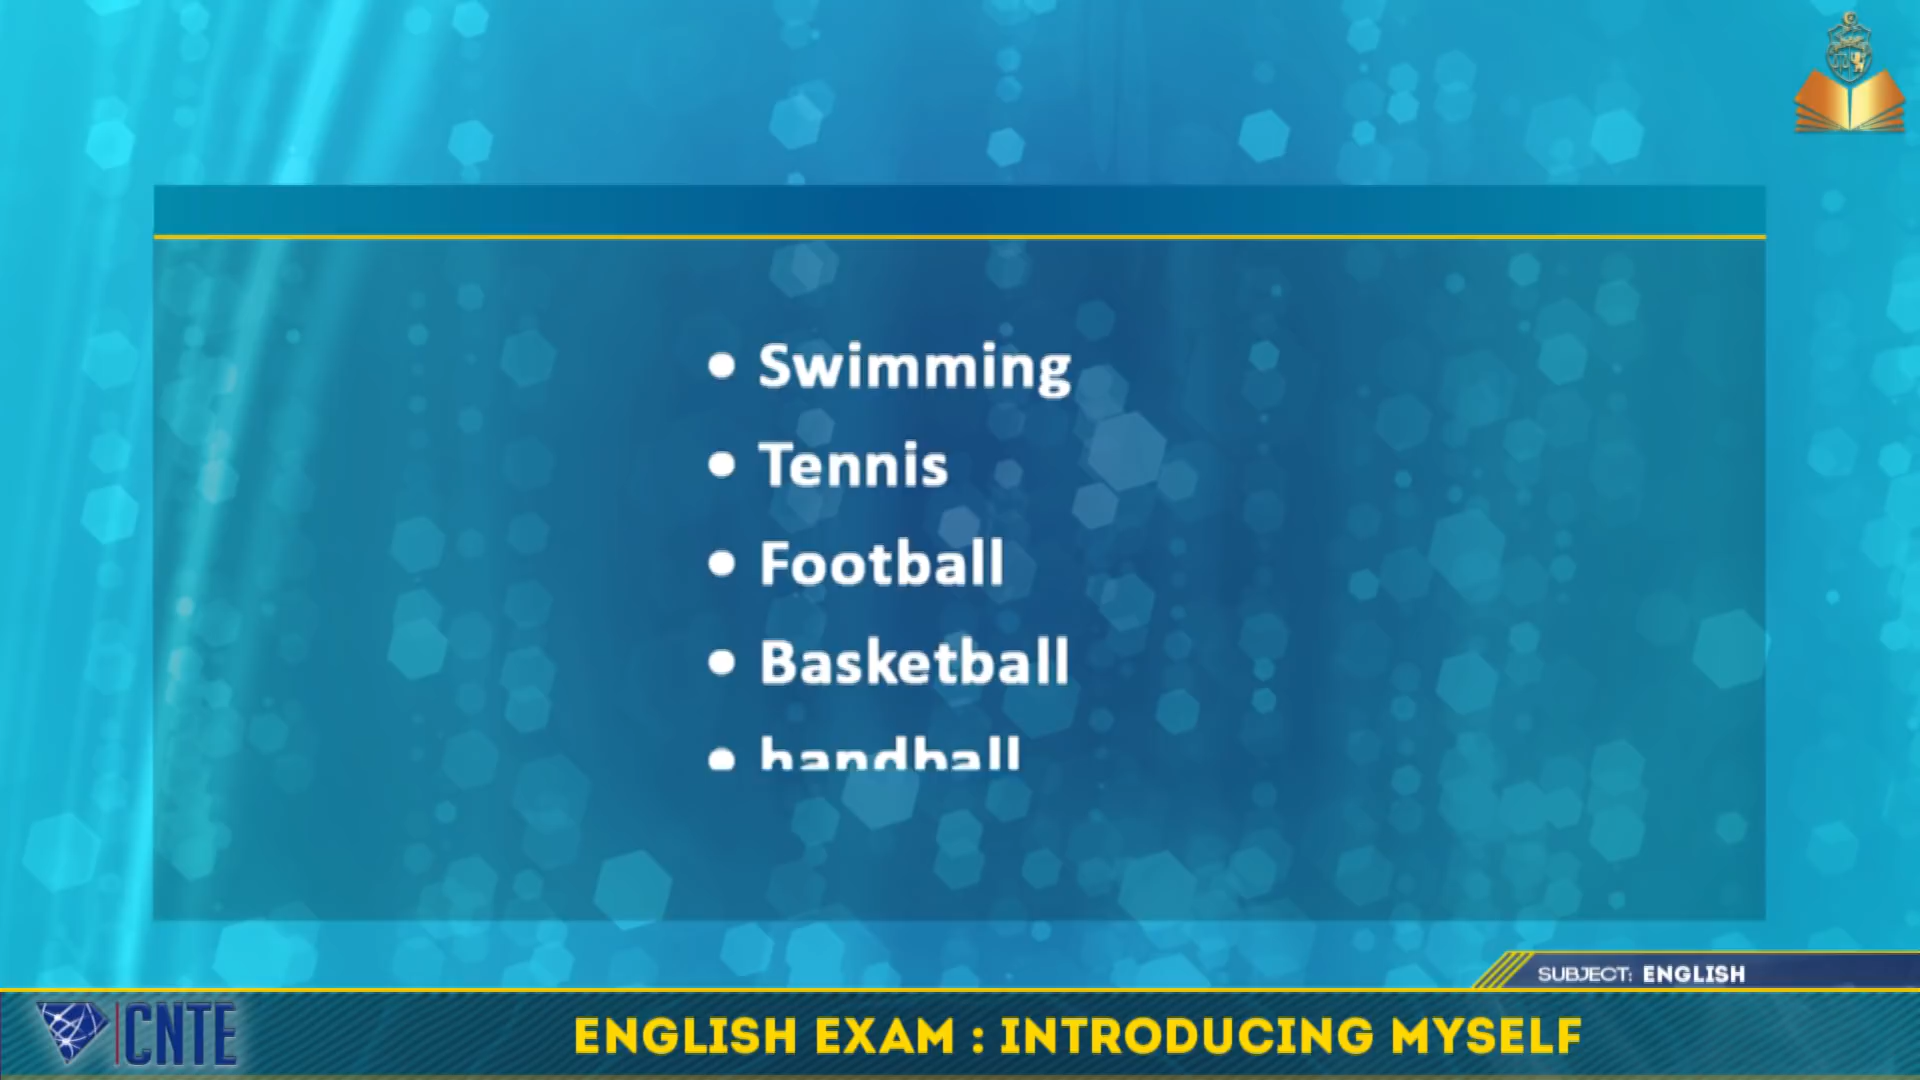 • Swimming
• Tennis
• Football
• Basketball
• handball
SUBJECT: ENGLISH
CNTE
ENGLISH EXAM : INTRODUCING MYSELF